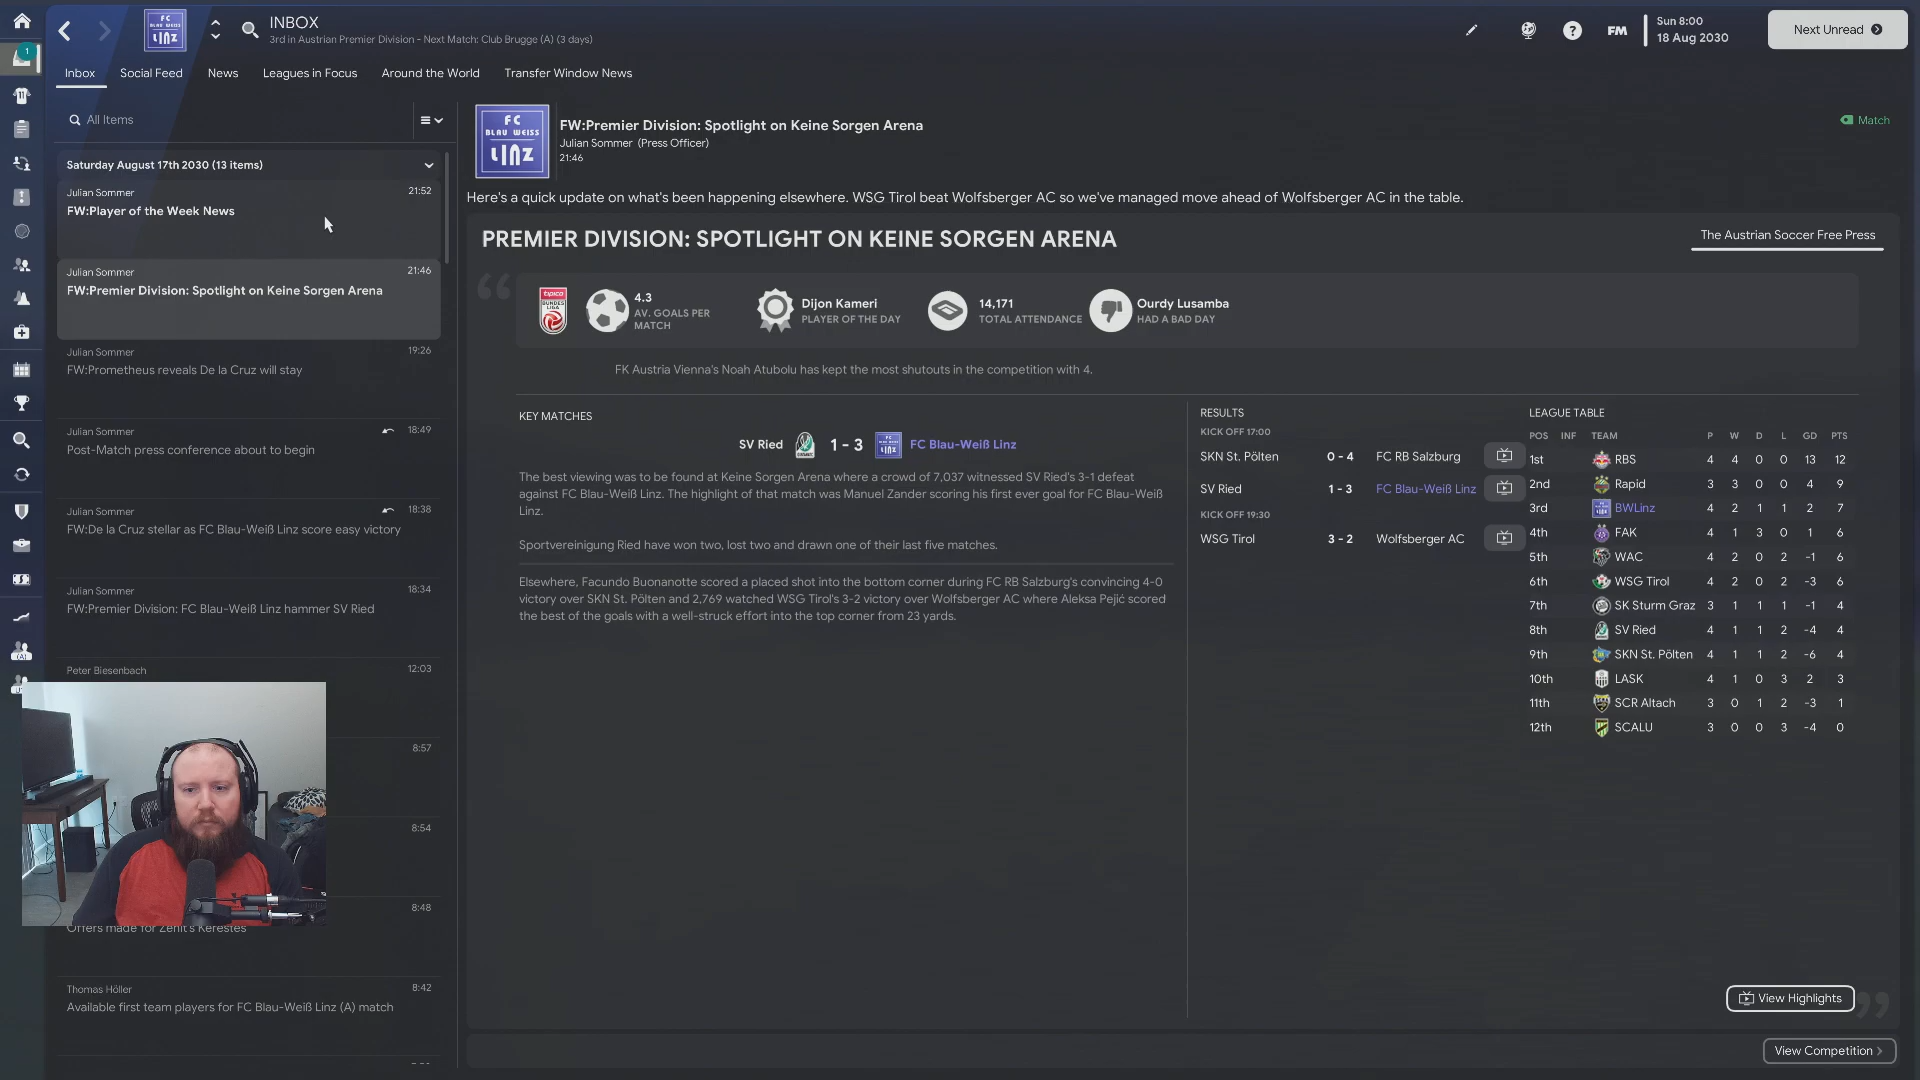 INBOX
3rd in Austrian Premier Division - Next Match: Club Brugge (A) (3 days)
FM
Sun 8:00
18 Aug 2030
Next Unread
1
Inbox
Social Feed
News
Leagues in Focus
Around the World
Transfer Window News
All Items
Saturday August 17th 2030 (13 items)
Julian Sommer 21:52
FW:Player of the Week News
Julian Sommer 21:46
FW:Premier Division: Spotlight on Keine Sorgen Arena
Julian Sommer 19:26
FW:Prometheus reveals De la Cruz will stay
Julian Sommer 18:49
Post-Match press conference about to begin
Julian Sommer 18:38
FW:De la Cruz stellar as FC Blau-Weiß Linz score easy victory
Julian Sommer 18:34
FW:Premier Division: FC Blau-Weiß Linz hammer SV Ried
Peter Biesenbach 12:03
8:57
8:54
8:48
Offers made for Zenit's Kerestes
Thomas Höller 8:42
Available first team players for FC Blau-Weiß Linz (A) match
FC
BLAU WEISS
LINZ
FW:Premier Division: Spotlight on Keine Sorgen Arena
Julian Sommer (Press Officer)
21:46
Match
Here's a quick update on what's been happening elsewhere. WSG Tirol beat Wolfsberger AC so we've managed move ahead of Wolfsberger AC in the table.
PREMIER DIVISION: SPOTLIGHT ON KEINE SORGEN ARENA
The Austrian Soccer Free Press
4.3
AV. GOALS PER
MATCH
Dijon Kameri
PLAYER OF THE DAY
14,171
TOTAL ATTENDANCE
Ourdy Lusamba
HAD A BAD DAY
FK Austria Vienna's Noah Atubolu has kept the most shutouts in the competition with 4.
KEY MATCHES
SV Ried 1 - 3 FC Blau-Weiß Linz
The best viewing was to be found at Keine Sorgen Arena where a crowd of 7,037 witnessed SV Ried's 3-1 defeat
against FC Blau-Weiß Linz. The highlight of that match was Manuel Zander scoring his first ever goal for FC Blau-Weiß
Linz.
Sportvereinigung Ried have won two, lost two and drawn one of their last five matches.
Elsewhere, Facundo Buonanotte scored a placed shot into the bottom corner during FC RB Salzburg's convincing 4-0
victory over SKN St. Pölten and 2,769 watched WSG Tirol's 3-2 victory over Wolfsberger AC where Aleksa Pejić scored
the best of the goals with a well-struck effort into the top corner from 23 yards.
RESULTS
KICK OFF 17:00
SKN St. Pölten 0 - 4 FC RB Salzburg
SV Ried 1 - 3 FC Blau-Weiß Linz
KICK OFF 19:30
WSG Tirol 3 - 2 Wolfsberger AC
LEAGUE TABLE
POS INF TEAM P W D L GD PTS
1st RBS 4 4 0 0 13 12
2nd Rapid 3 3 0 0 4 9
3rd BWLinz 4 2 1 1 2 7
4th FAK 4 1 3 0 1 6
5th WAC 4 2 0 2 -1 6
6th WSG Tirol 4 2 0 2 -3 6
7th SK Sturm Graz 3 1 1 1 -1 4
8th SV Ried 4 1 1 2 -4 4
9th SKN St. Pölten 4 1 1 2 -6 4
10th LASK 4 1 0 3 2 3
11th SCR Altach 3 0 1 2 -3 1
12th SCALU 3 0 0 3 -4 0
View Highlights
View Competition